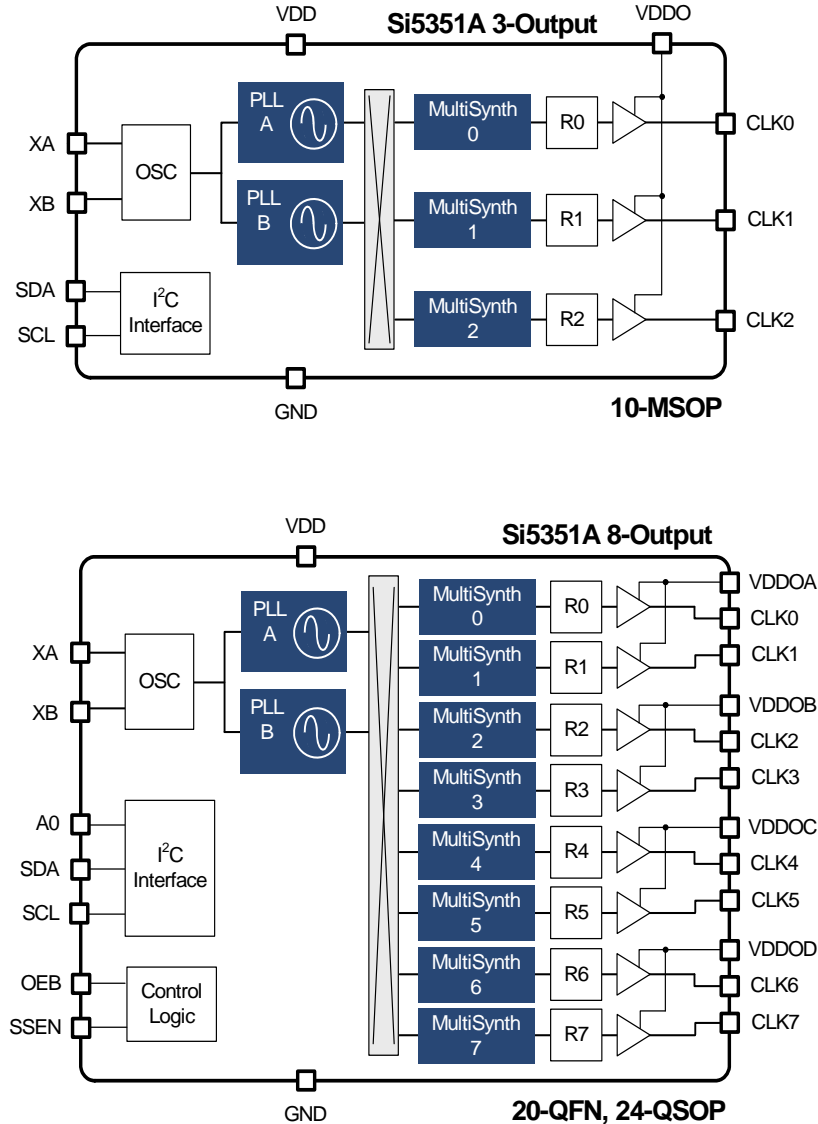 VDD
Si5351A 3-Output
VDDO
PLL
A
MultiSynth
0
R0
CLK0
XA
OSC
XB
PLL
B
MultiSynth
1
R1
CLK1
SDA
I²C
Interface
SCL
MultiSynth
2
R2
CLK2
GND
10-MSOP
VDD
Si5351A 8-Output
VDDOA
PLL
A
MultiSynth
0
R0
CLK0
XA
OSC
XB
MultiSynth
1
R1
CLK1
PLL
B
VDDOB
MultiSynth
2
R2
CLK2
MultiSynth
3
R3
CLK3
A0
SDA
SCL
I²C
Interface
VDDOC
MultiSynth
4
R4
CLK4
MultiSynth
5
R5
CLK5
OEB
SSEN
Control
Logic
VDDOD
MultiSynth
6
R6
CLK6
MultiSynth
7
R7
CLK7
GND
20-QFN, 24-QSOP